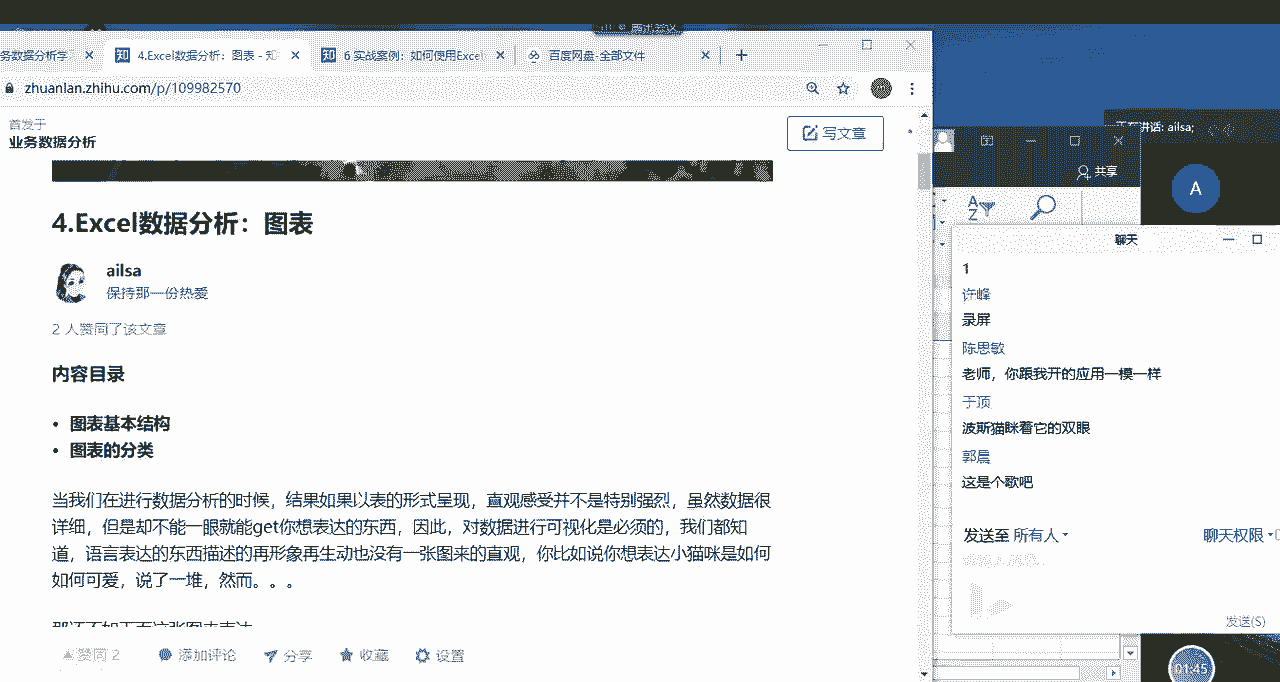 腾讯会议
务数据分析学
4.Excel数据分析：图表 - 知
6 实战案例：如何使用Excel
百度网盘-全部文件
zhuanlan.zhihu.com/p/109982570
首发于
业务数据分析
写文章
4.Excel数据分析：图表
ailsa
保持那一份热爱
2 人赞同了该文章
内容目录
• 图表基本结构
• 图表的分类
当我们在进行数据分析的时候，结果如果以表的形式呈现，直观感受并不是特别强烈，虽然数据很
详细，但是却不能一眼就能get你想表达的东西，因此，对数据进行可视化是必须的，我们都知
道，语言表达的东西描述的再形象再生动也没有一张图来的直观，你比如说你想表达小猫咪是如何
如何可爱，说了一堆，然而。。。
赞同 2
添加评论
分享
收藏
设置
正在讲话: ailsa;
共享
A
A
Z
聊天
1
许峰
录屏
陈思敏
老师，你跟我开的应用一模一样
于顶
波斯猫眯着它的双眼
郭晨
这是个歌吧
发送至 所有人
聊天权限
发送(S)
01:45